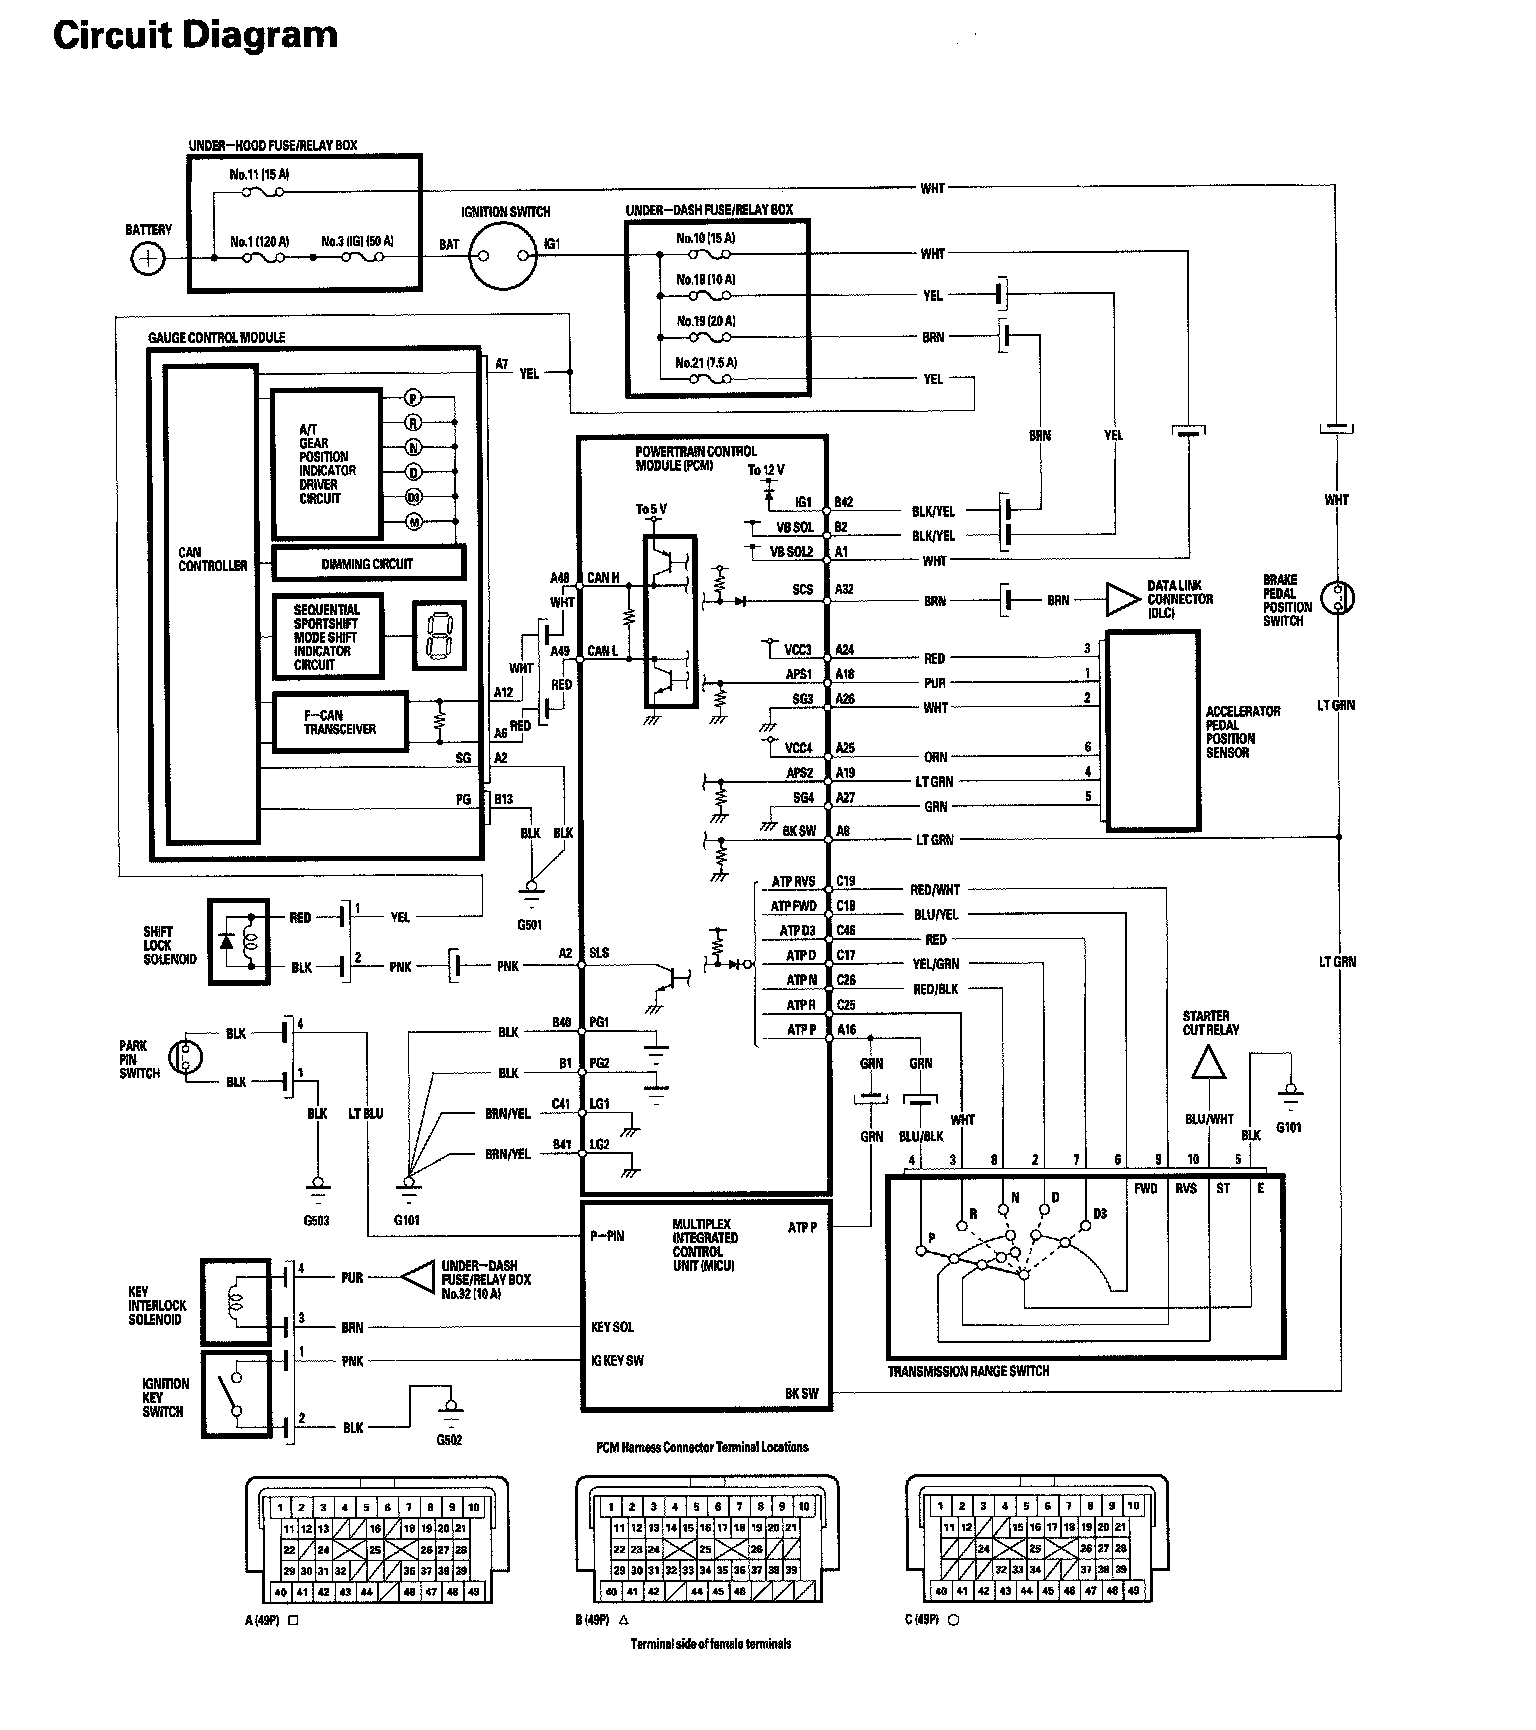 Circuit Diagram
UNDER-HOOD FUSE/RELAY BOX
No.11 (15 A)
WHT
BATTERY
No.1 (120 A)
No.3 (IG) (50 A)
BAT
IGNITION SWITCH
IG1
UNDER-DASH FUSE/RELAY BOX
No.10 (15 A)
WHT
No.18 (10 A)
YEL
No.19 (20 A)
BRN
No.21 (7.5 A)
YEL
GAUGE CONTROL MODULE
A7
YEL
CAN
CONTROLLER
A/T
GEAR
POSITION
INDICATOR
DRIVER
CIRCUIT
P
R
N
D
D3
M
DIMMING CIRCUIT
SEQUENTIAL
SPORTSHIFT
MODE SHIFT
INDICATOR
CIRCUIT
F-CAN
TRANSCEIVER
A12
A6
SG
A2
PG
B13
BLK
BLK
G501
WHT
RED
WHT
RED
A48
CAN H
A49
CAN L
POWERTRAIN CONTROL
MODULE (PCM)
To 5 V
To 12 V
IG1
B42
BLK/YEL
VB SOL
B2
BLK/YEL
VB SOL2
A1
WHT
BRN
YEL
WHT
SCS
A32
BRN
BRN
DATA LINK
CONNECTOR
(DLC)
BRAKE
PEDAL
POSITION
SWITCH
VCC3
A24
RED
3
APS1
A18
PUR
1
SG3
A26
WHT
2
VCC4
A25
ORN
6
APS2
A19
LT GRN
4
SG4
A27
GRN
5
ACCELERATOR
PEDAL
POSITION
SENSOR
LT GRN
BK SW
A8
LT GRN
ATP RVS
C19
RED/WHT
ATP FWD
C18
BLU/YEL
ATP D3
C46
RED
ATP D
C17
YEL/GRN
ATP N
C26
RED/BLK
ATP R
C25
ATP P
A16
LT GRN
SHIFT
LOCK
SOLENOID
RED
1
YEL
BLK
2
PNK
PNK
A2
SLS
PARK
PIN
SWITCH
BLK
4
BLK
1
BLK
LT BLU
G503
BLK
B40
PG1
BLK
B1
PG2
BRN/YEL
C41
LG1
BRN/YEL
B41
LG2
G101
GRN
GRN
GRN
BLU/BLK
WHT
STARTER
CUT RELAY
BLU/WHT
BLK
G101
4
3
8
2
7
6
9
10
5
FWD
RVS
ST
E
P
R
N
D
D3
TRANSMISSION RANGE SWITCH
P-PIN
MULTIPLEX
INTEGRATED
CONTROL
UNIT (MICU)
ATP P
KEY SOL
IG KEY SW
BK SW
KEY
INTERLOCK
SOLENOID
4
PUR
UNDER-DASH
FUSE/RELAY BOX
No.32 (10 A)
3
BRN
IGNITION
KEY
SWITCH
1
PNK
2
BLK
G502
PCM Harness Connector Terminal Locations
1 2 3 4 5 6 7 8 9 10
11 12 13 16 18 19 20 21
22 24 25 26 27 28
29 30 31 32 36 37 38 39
40 41 42 43 44 46 47 48 49
A (49P) □
1 2 3 4 5 6 7 8 9 10
11 12 13 14 15 16 17 18 19 20 21
22 23 24 25 26
29 30 31 32 33 34 35 36 37 38 39
40 41 42 44 45 46
B (49P) △
1 2 3 4 5 6 7 8 9 10
11 12 15 16 17 18 19 20 21
24 25 26 27 28
32 33 34 37 38 39
40 41 42 43 44 45 46 47 48 49
C (49P) ○
Terminal side of female terminals